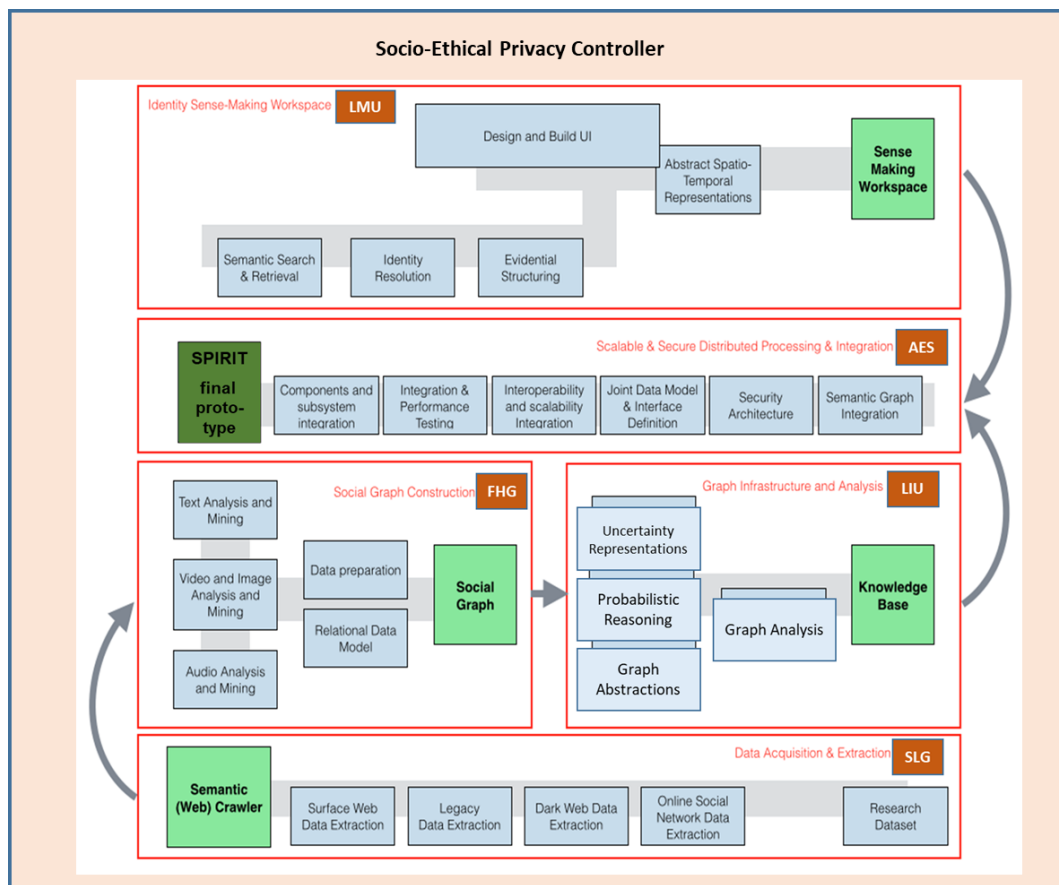 Socio-Ethical Privacy Controller
Identity Sense-Making Workspace
LMU
Design and Build UI
Abstract Spatio-
Temporal
Representations
Sense
Making
Workspace
Semantic Search
& Retrieval
Identity
Resolution
Evidential
Structuring
SPIRIT
final
proto-
type
Scalable & Secure Distributed Processing & Integration
AES
Components and
subsystem
integration
Integration &
Performance
Testing
Interoperability
and scalability
Integration
Joint Data Model
& Interface
Definition
Security
Architecture
Semantic Graph
Integration
Social Graph Construction
FHG
Text Analysis and
Mining
Video and Image
Analysis and
Mining
Audio Analysis
and Mining
Data preparation
Relational Data
Model
Social
Graph
Graph Infrastructure and Analysis
LIU
Uncertainty
Representations
Probabilistic
Reasoning
Graph
Abstractions
Graph Analysis
Knowledge
Base
Data Acquisition & Extraction
SLG
Semantic
(Web) Crawler
Surface Web
Data Extraction
Legacy
Data Extraction
Dark Web Data
Extraction
Online Social
Network Data
Extraction
Research
Dataset